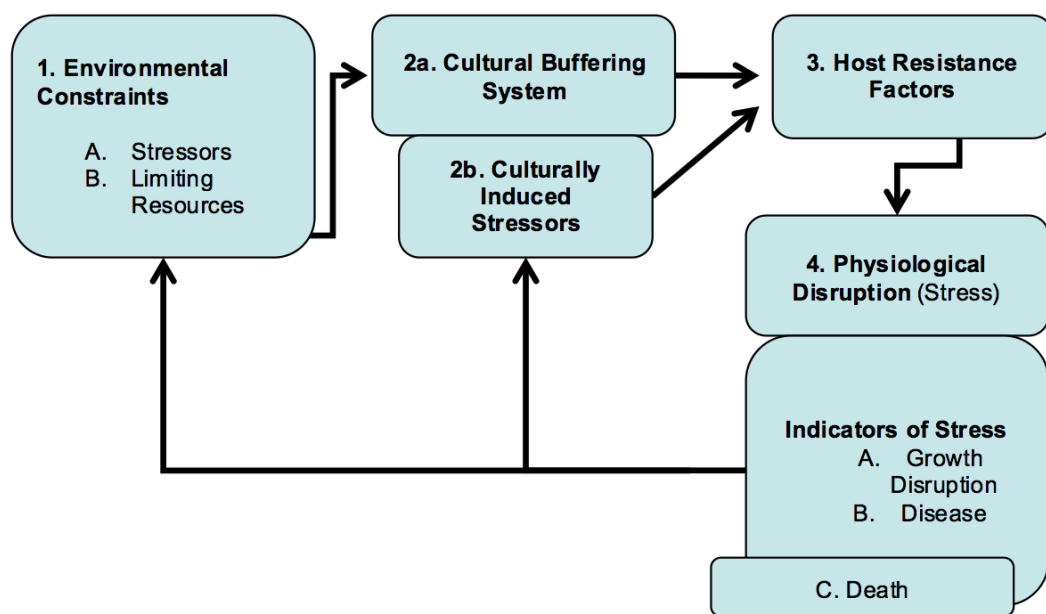 1. Environmental
Constraints
A. Stressors
B. Limiting
Resources
2a. Cultural Buffering
System
2b. Culturally
Induced
Stressors
3. Host Resistance
Factors
4. Physiological
Disruption (Stress)
Indicators of Stress
A. Growth
Disruption
B. Disease
C. Death